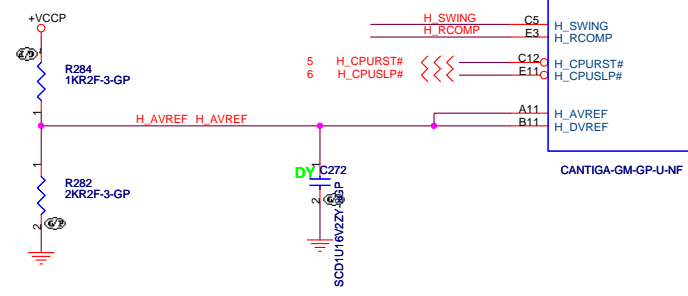 +VCCP
R284
1KR2F-3-GP
1
H_AVREF H_AVREF
1
R282
2KR2F-3-GP
2
DY
1
C272
2
H_SWING
H_RCOMP
5 H_CPURST#
6 H_CPUSLP#
C5 H_SWING
E3 H_RCOMP
C12 H_CPURST#
E11 H_CPUSLP#
A11 H_AVREF
B11 H_DVREF
CANTIGA-GM-GP-U-NF